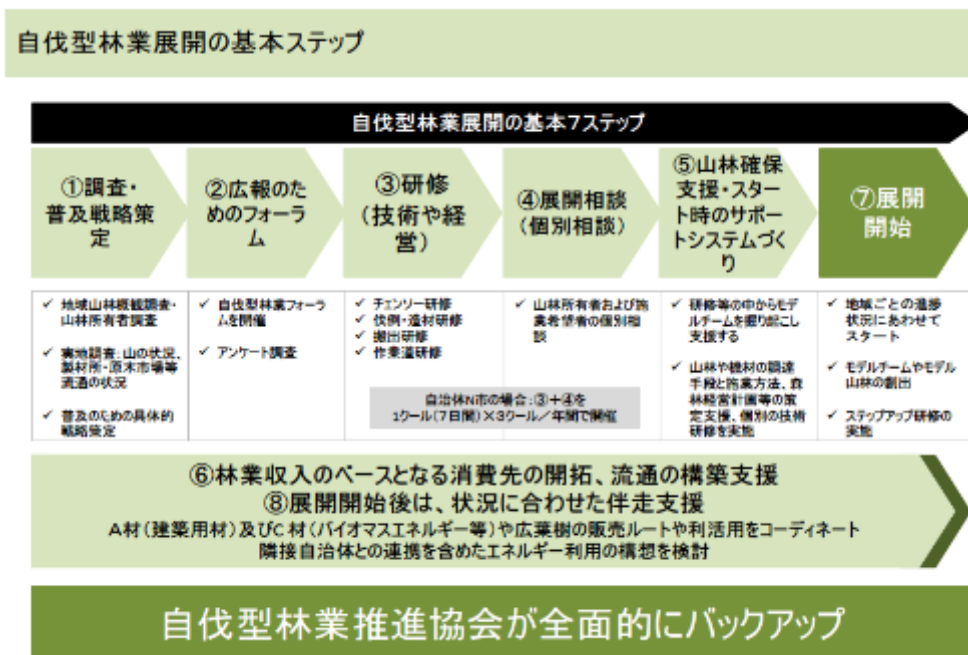 自伐型林業展開の基本ステップ
自伐型林業展開の基本7ステップ
①調査・
普及戦略策
定
②広報のた
めのフォーラ
ム
③研修
(技術や経
営)
④展開相談
(個別相談)
⑤山林確保
支援・スター
ト時のサポー
トシステムづく
り
⑦展開
開始
✓ 地域山林概観調査・
山林所有者調査
✓ 実地調査:山の状況、
製材所・原木市場等
流通の状況
✓ 普及のための具体的
戦略策定
✓ 自伐型林業フォーラ
ムを開催
✓ アンケート調査
✓ チェンソー研修
✓ 伐倒・造材研修
✓ 搬出研修
✓ 作業道研修
✓ 山林所有者および施
業希望者の個別相
談
自治体N市の場合:③+④を
1クール(7日間)×3クール/年間で開催
✓ 研修等の中からモデ
ルチームを掘り起こし
支援する
✓ 山林や機材の調達
手段と施業方法、森
林経営計画等の策
定支援、個別の技術
研修を実施
✓ 地域ごとの進捗
状況にあわせて
スタート
✓ モデルチームやモデル
山林の創出
✓ ステップアップ研修の
実施
⑥林業収入のベースとなる消費先の開拓、流通の構築支援
⑧展開開始後は、状況に合わせた伴走支援
A材(建築用材)及びC材(バイオマスエネルギー等)や広葉樹の販売ルートや利活用をコーディネート
隣接自治体との連携を含めたエネルギー利用の構想を検討
自伐型林業推進協会が全面的にバックアップ